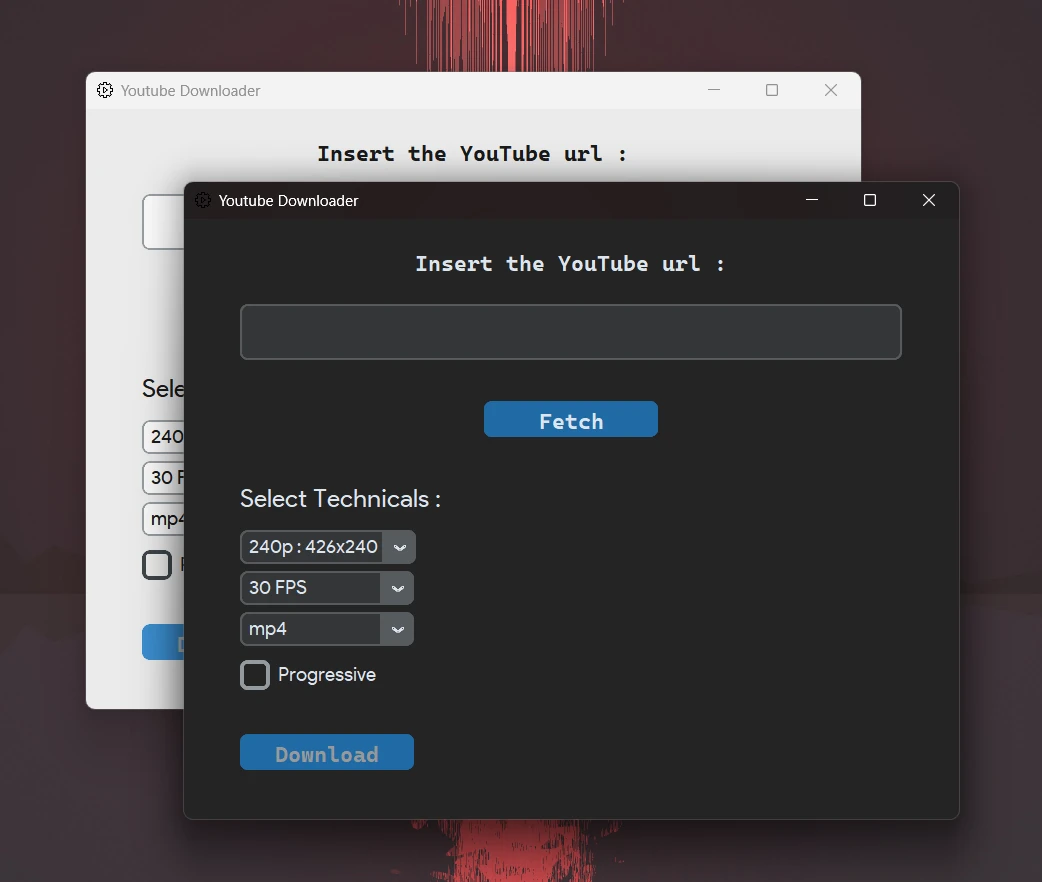 Youtube Downloader
Insert the YouTube url :
Sele
240
30 F
mp4
Youtube Downloader
Insert the YouTube url :
Fetch
Select Technicals :
240p : 426x240
30 FPS
mp4
Progressive
Download